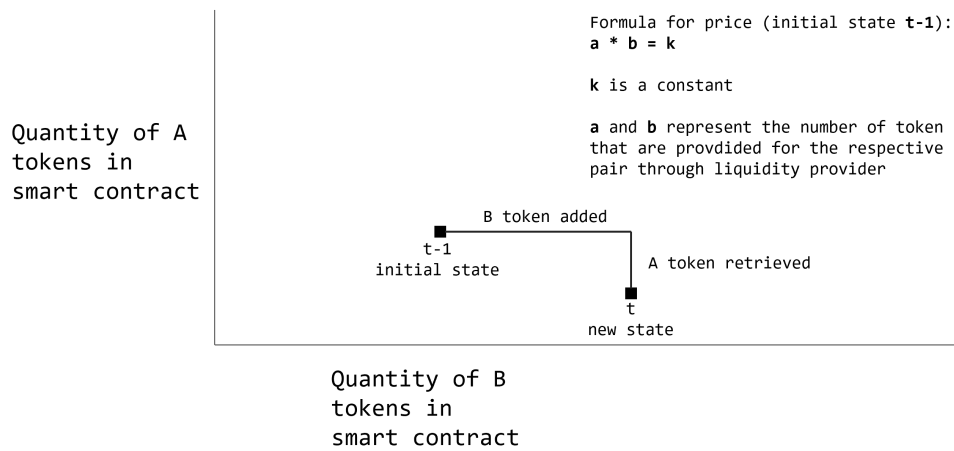 Formula for price (initial state t-1):
a * b = k
k is a constant
a and b represent the number of token
that are provdided for the respective
pair through liquidity provider
Quantity of A
tokens in
smart contract
B token added
t-1
initial state
A token retrieved
t
new state
Quantity of B
tokens in
smart contract